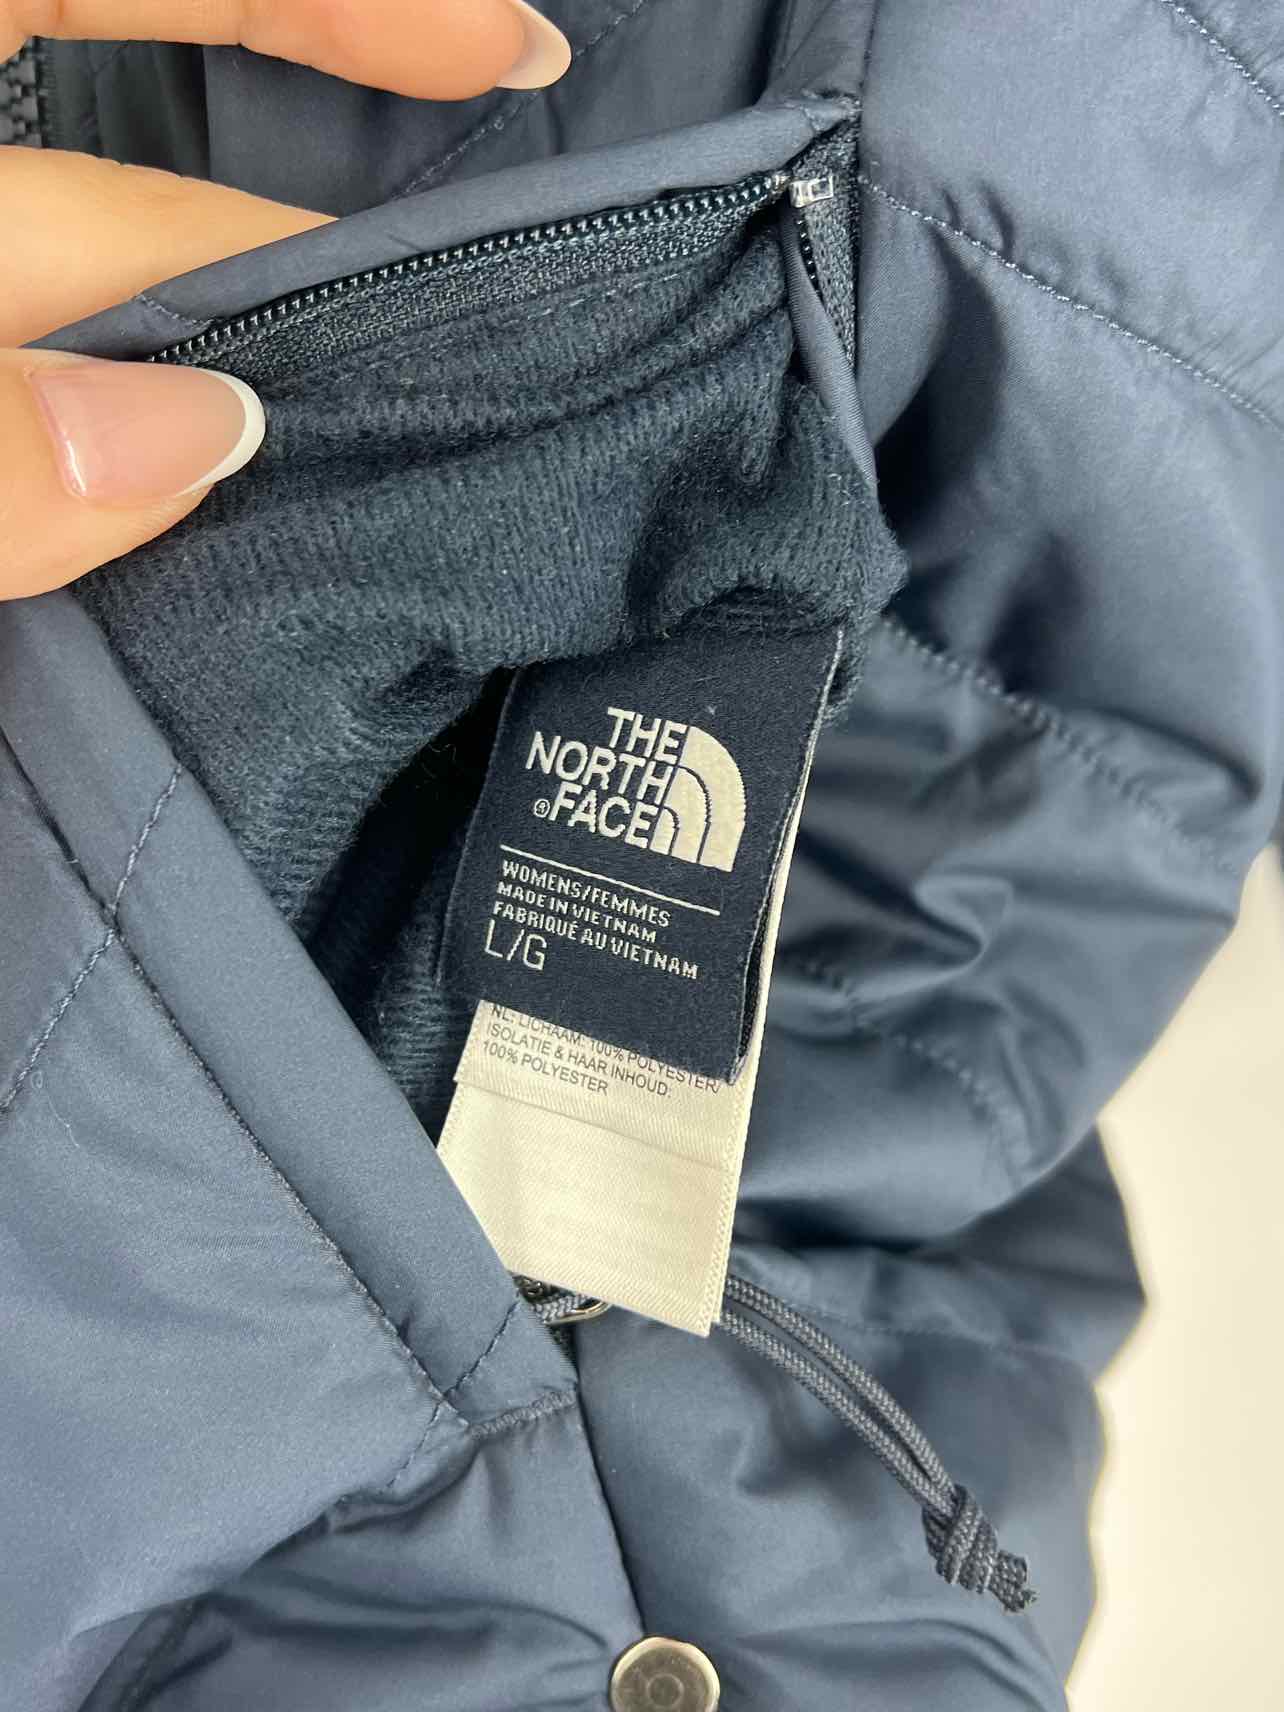 THE
NORTH
® FACE
WOMENS/FEMMES
MADE IN VIETNAM
FABRIQUÉ AU VIETNAM
L/G
NL: LICHAAM: 100% POLYESTER/
ISOLATIE & HAAR INHOUD:
100% POLYESTER